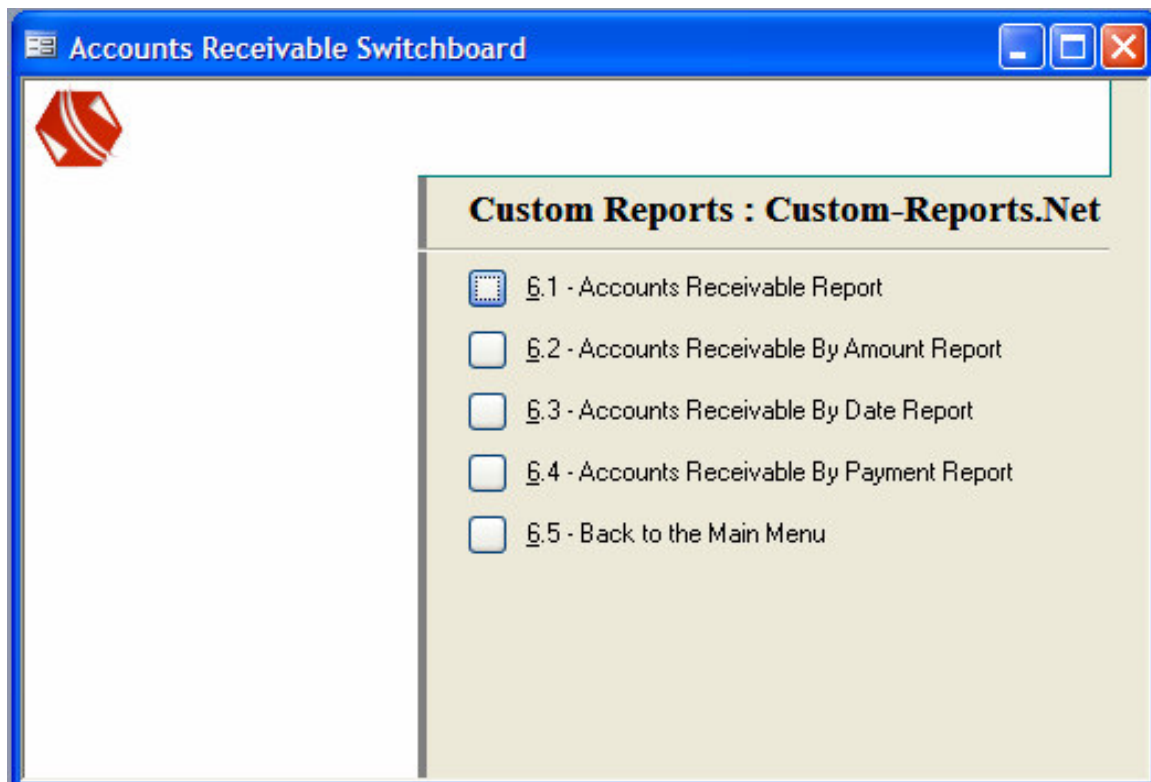 Accounts Receivable Switchboard
Custom Reports : Custom-Reports.Net
6.1 - Accounts Receivable Report
6.2 - Accounts Receivable By Amount Report
6.3 - Accounts Receivable By Date Report
6.4 - Accounts Receivable By Payment Report
6.5 - Back to the Main Menu